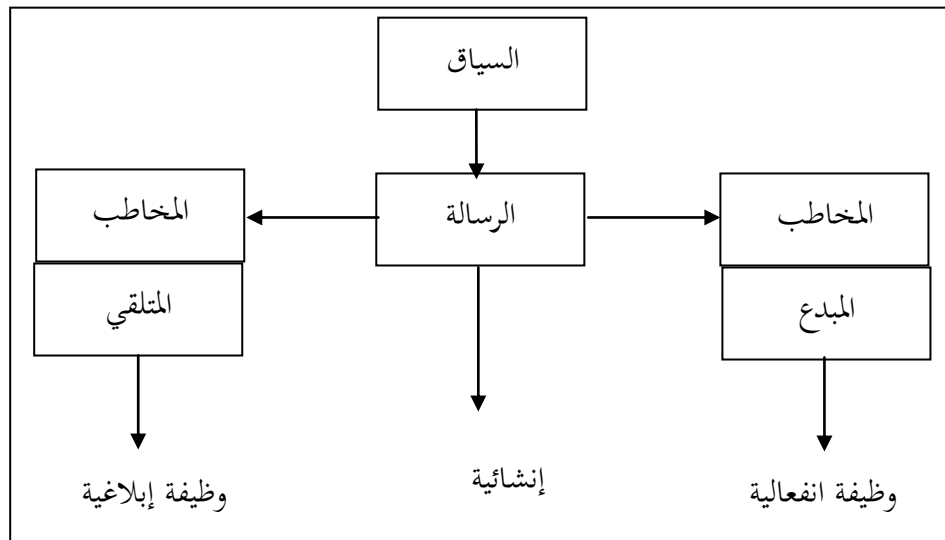 السياق
المخاطب
الرسالة
المخاطب
المبدع
المتلقي
وظيفة انفعالية
إنشائية
وظيفة إبلاغية